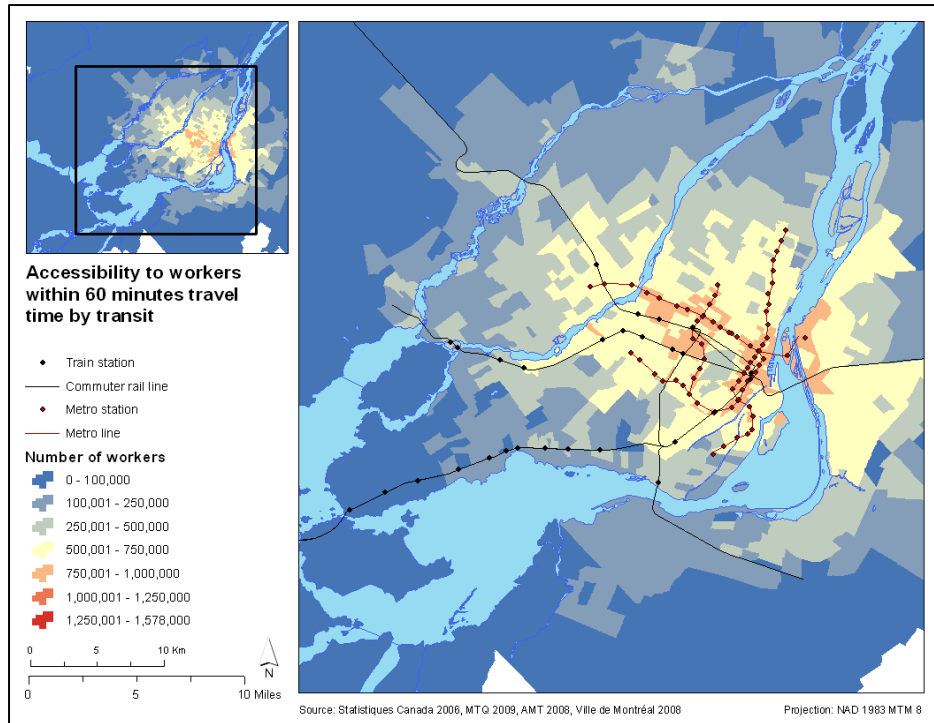 Accessibility to workers
within 60 minutes travel
time by transit
Train station
Commuter rail line
Metro station
Metro line
Number of workers
0 - 100,000
100,001 - 250,000
250,001 - 500,000
500,001 - 750,000
750,001 - 1,000,000
1,000,001 - 1,250,000
1,250,001 - 1,578,000
0 5 10 Km
N
0 5 10 Miles
Source: Statistiques Canada 2006, MTQ 2009, AMT 2008, Ville de Montréal 2008 Projection: NAD 1983 MTM 8